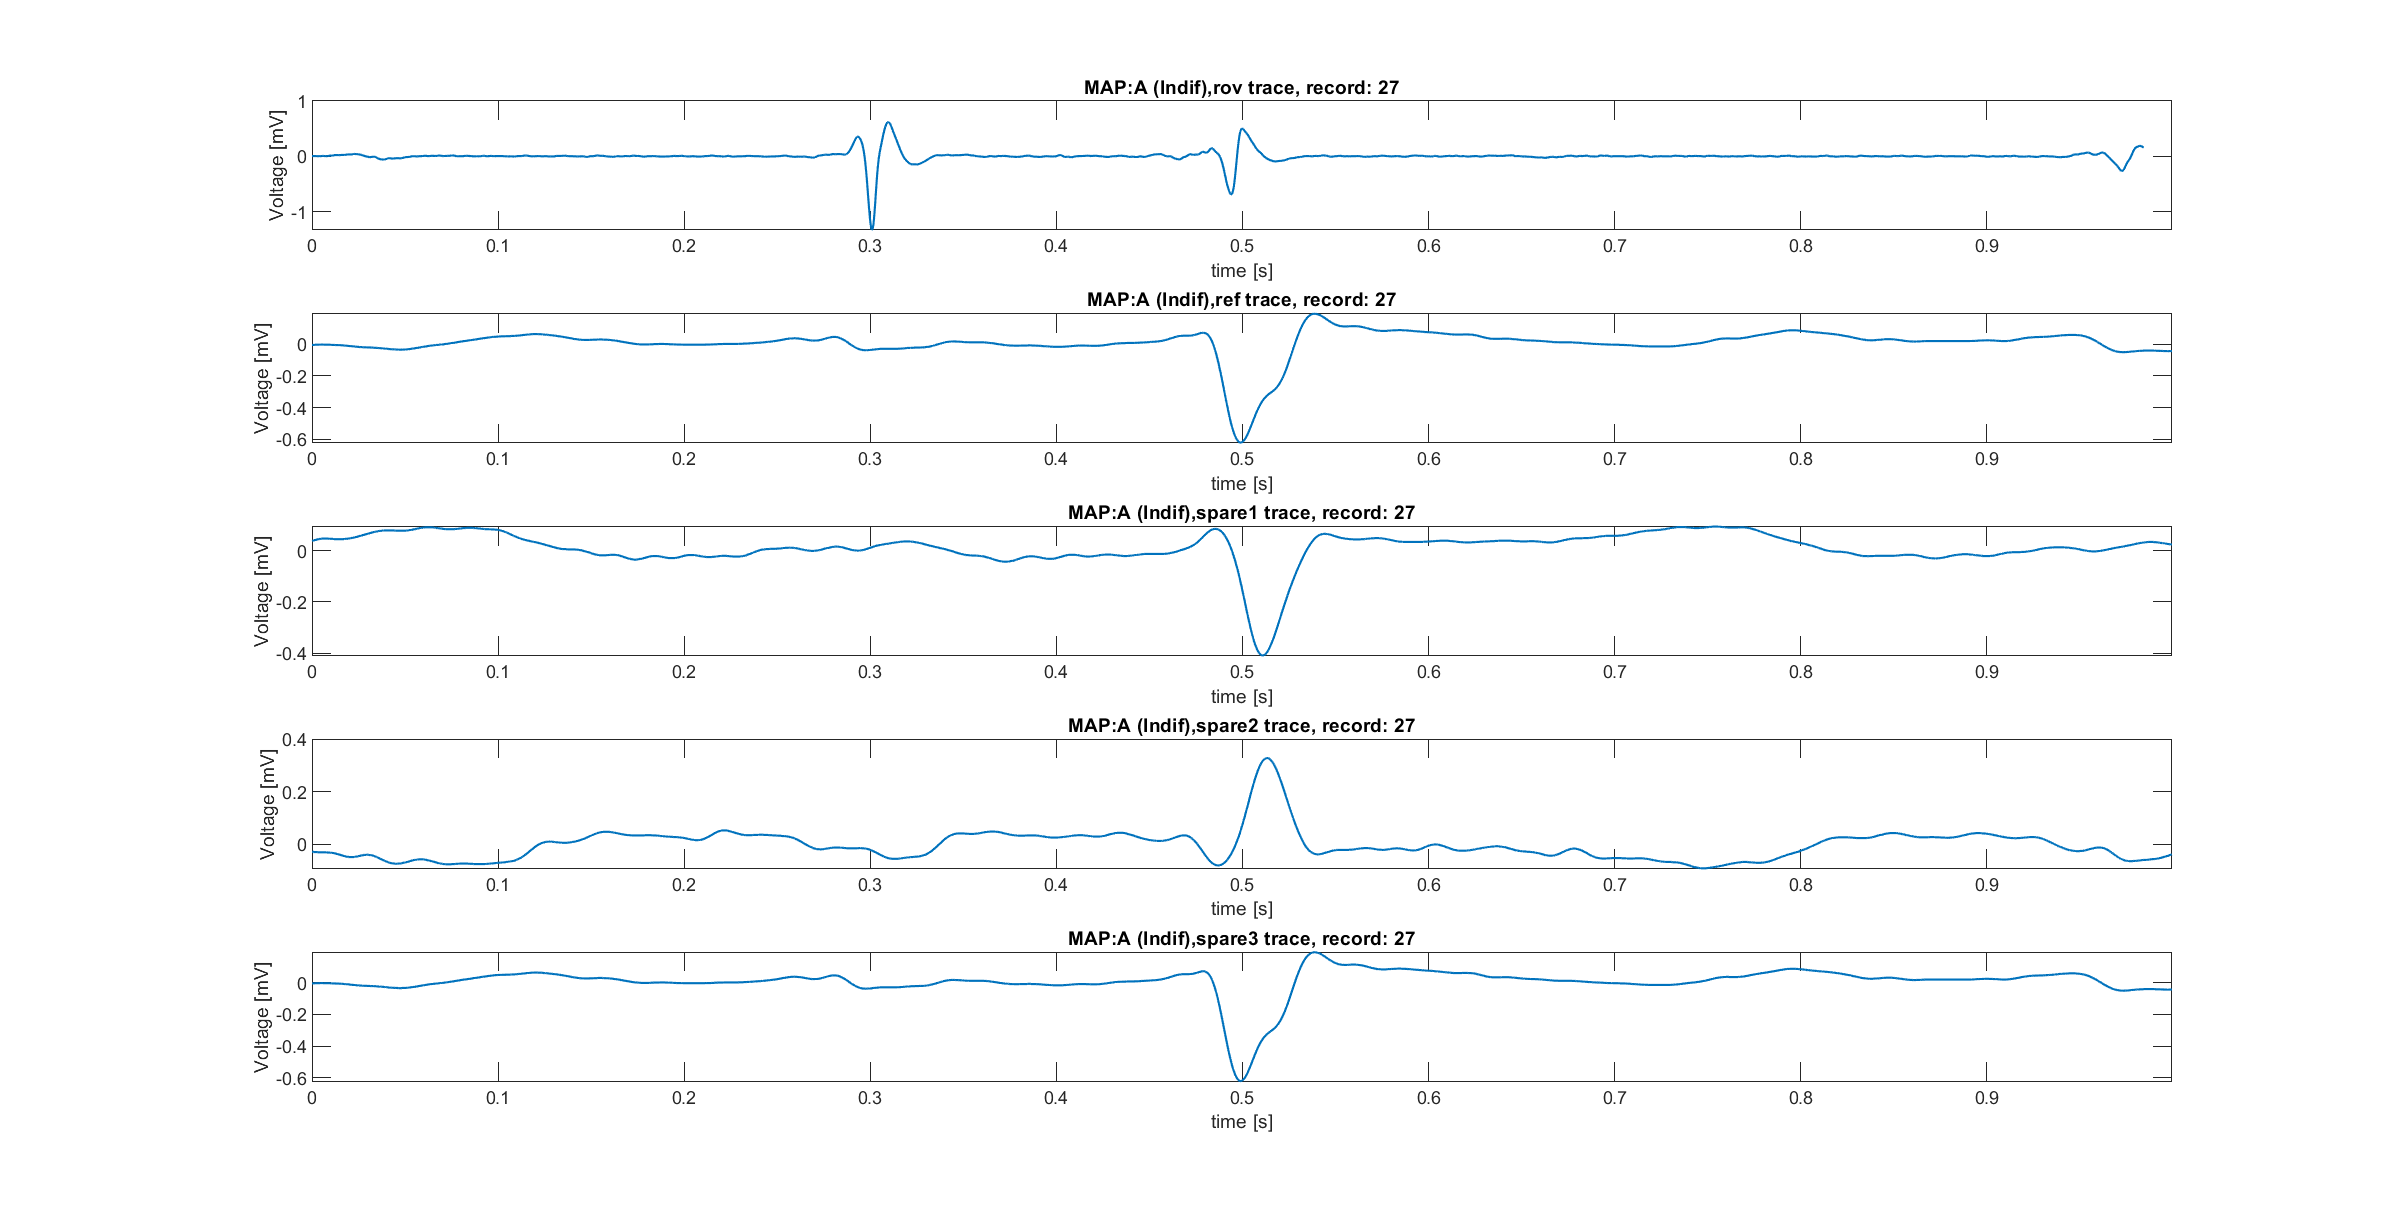 MAP:A (Indif),rov trace, record: 27
Voltage [mV]
1
0
-1
0 0.1 0.2 0.3 0.4 0.5 0.6 0.7 0.8 0.9
time [s]
MAP:A (Indif),ref trace, record: 27
Voltage [mV]
0
-0.2
-0.4
-0.6
0 0.1 0.2 0.3 0.4 0.5 0.6 0.7 0.8 0.9
time [s]
MAP:A (Indif),spare1 trace, record: 27
Voltage [mV]
0
-0.2
-0.4
0 0.1 0.2 0.3 0.4 0.5 0.6 0.7 0.8 0.9
time [s]
MAP:A (Indif),spare2 trace, record: 27
Voltage [mV]
0.4
0.2
0
0 0.1 0.2 0.3 0.4 0.5 0.6 0.7 0.8 0.9
time [s]
MAP:A (Indif),spare3 trace, record: 27
Voltage [mV]
0
-0.2
-0.4
-0.6
0 0.1 0.2 0.3 0.4 0.5 0.6 0.7 0.8 0.9
time [s]